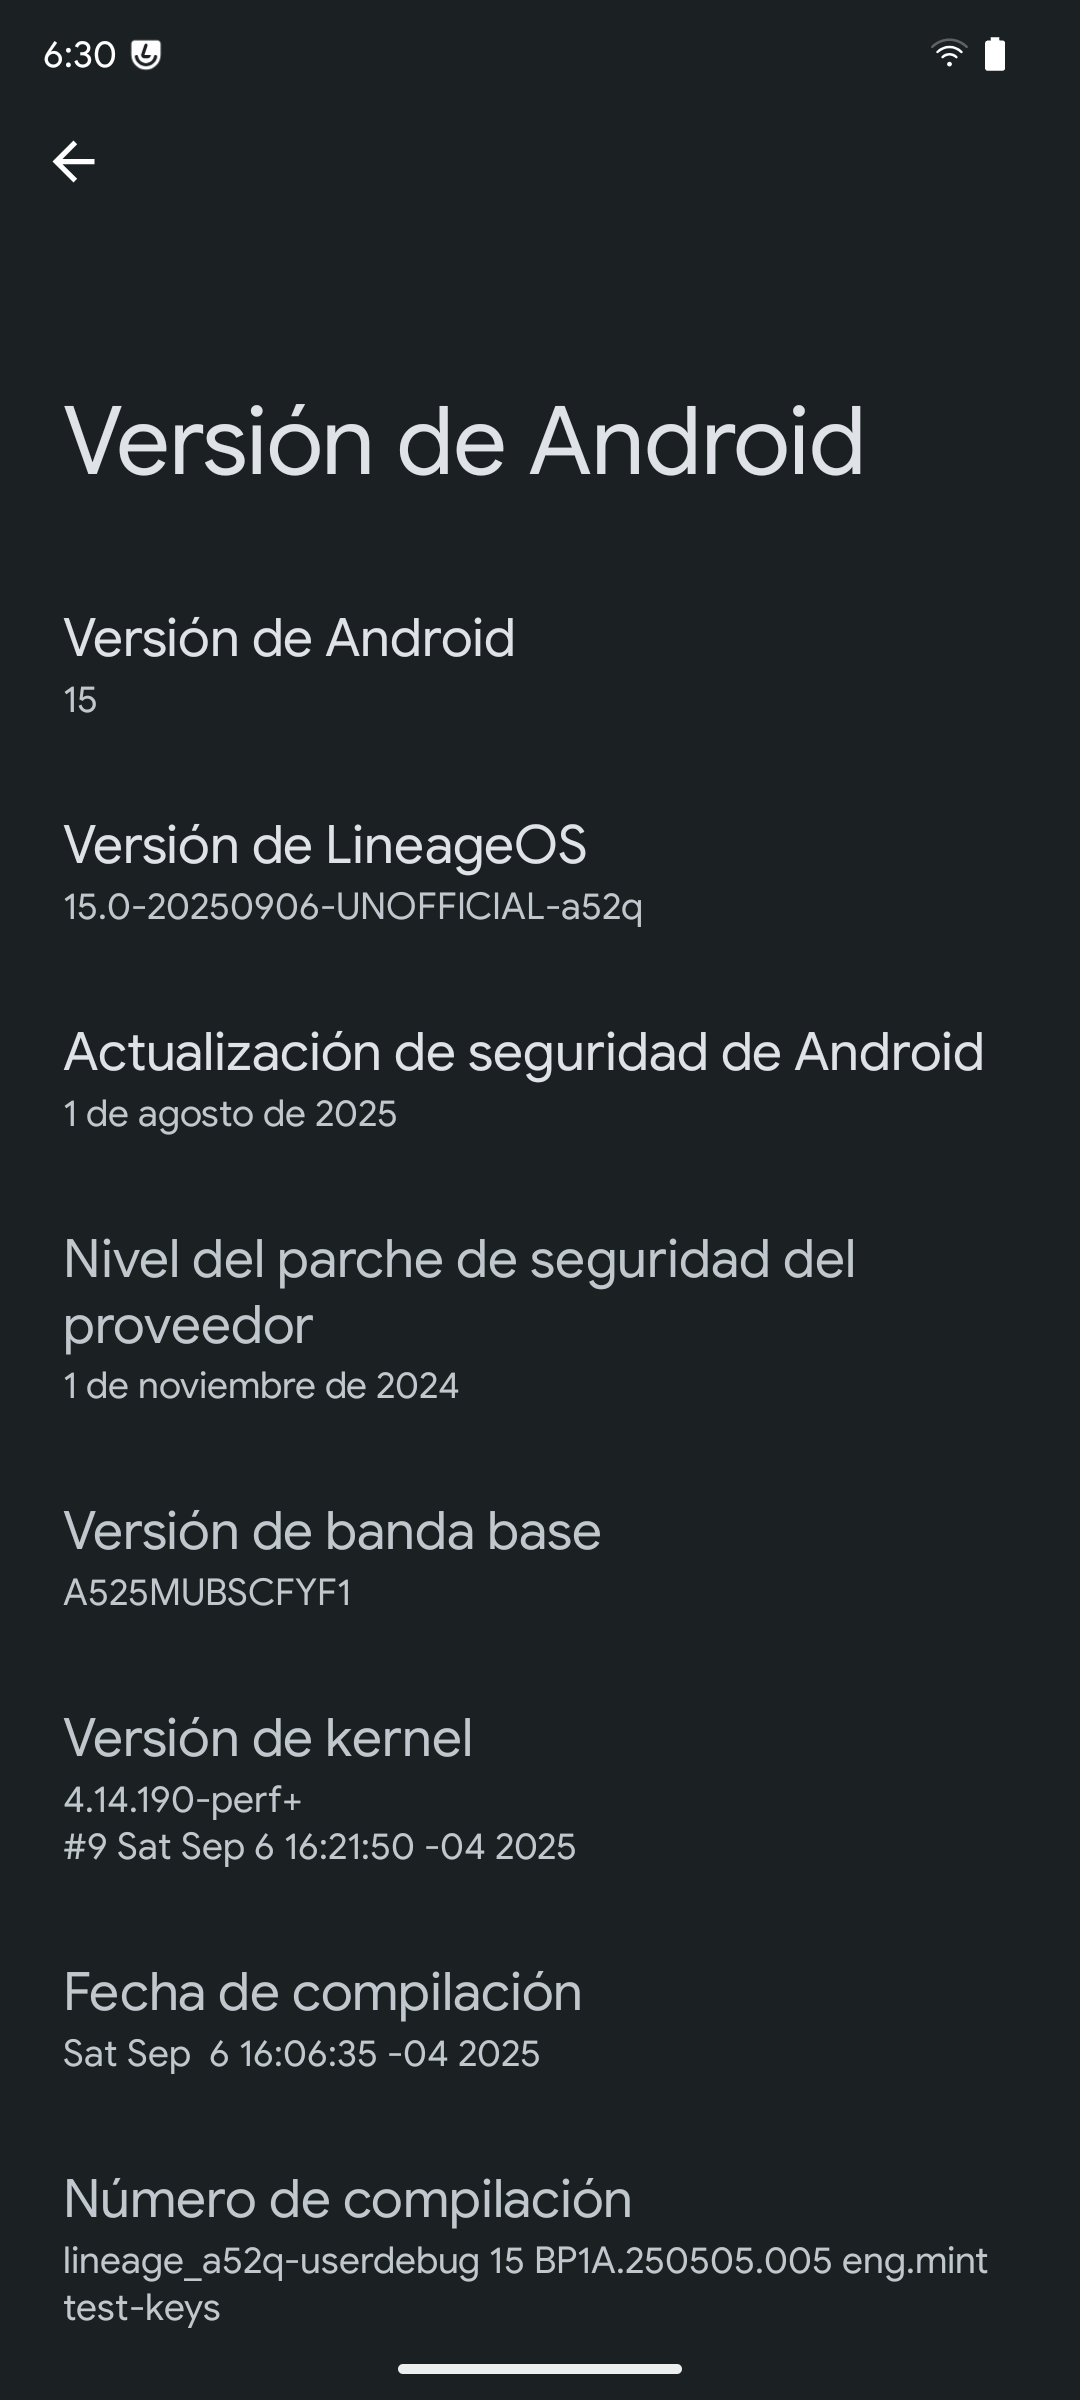 6:30
Versión de Android
Versión de Android
15
Versión de LineageOS
15.0-20250906-UNOFFICIAL-a52q
Actualización de seguridad de Android
1 de agosto de 2025
Nivel del parche de seguridad del
proveedor
1 de noviembre de 2024
Versión de banda base
A525MUBSCFYF1
Versión de kernel
4.14.190-perf+
#9 Sat Sep 6 16:21:50 -04 2025
Fecha de compilación
Sat Sep  6 16:06:35 -04 2025
Número de compilación
lineage_a52q-userdebug 15 BP1A.250505.005 eng.mint
test-keys